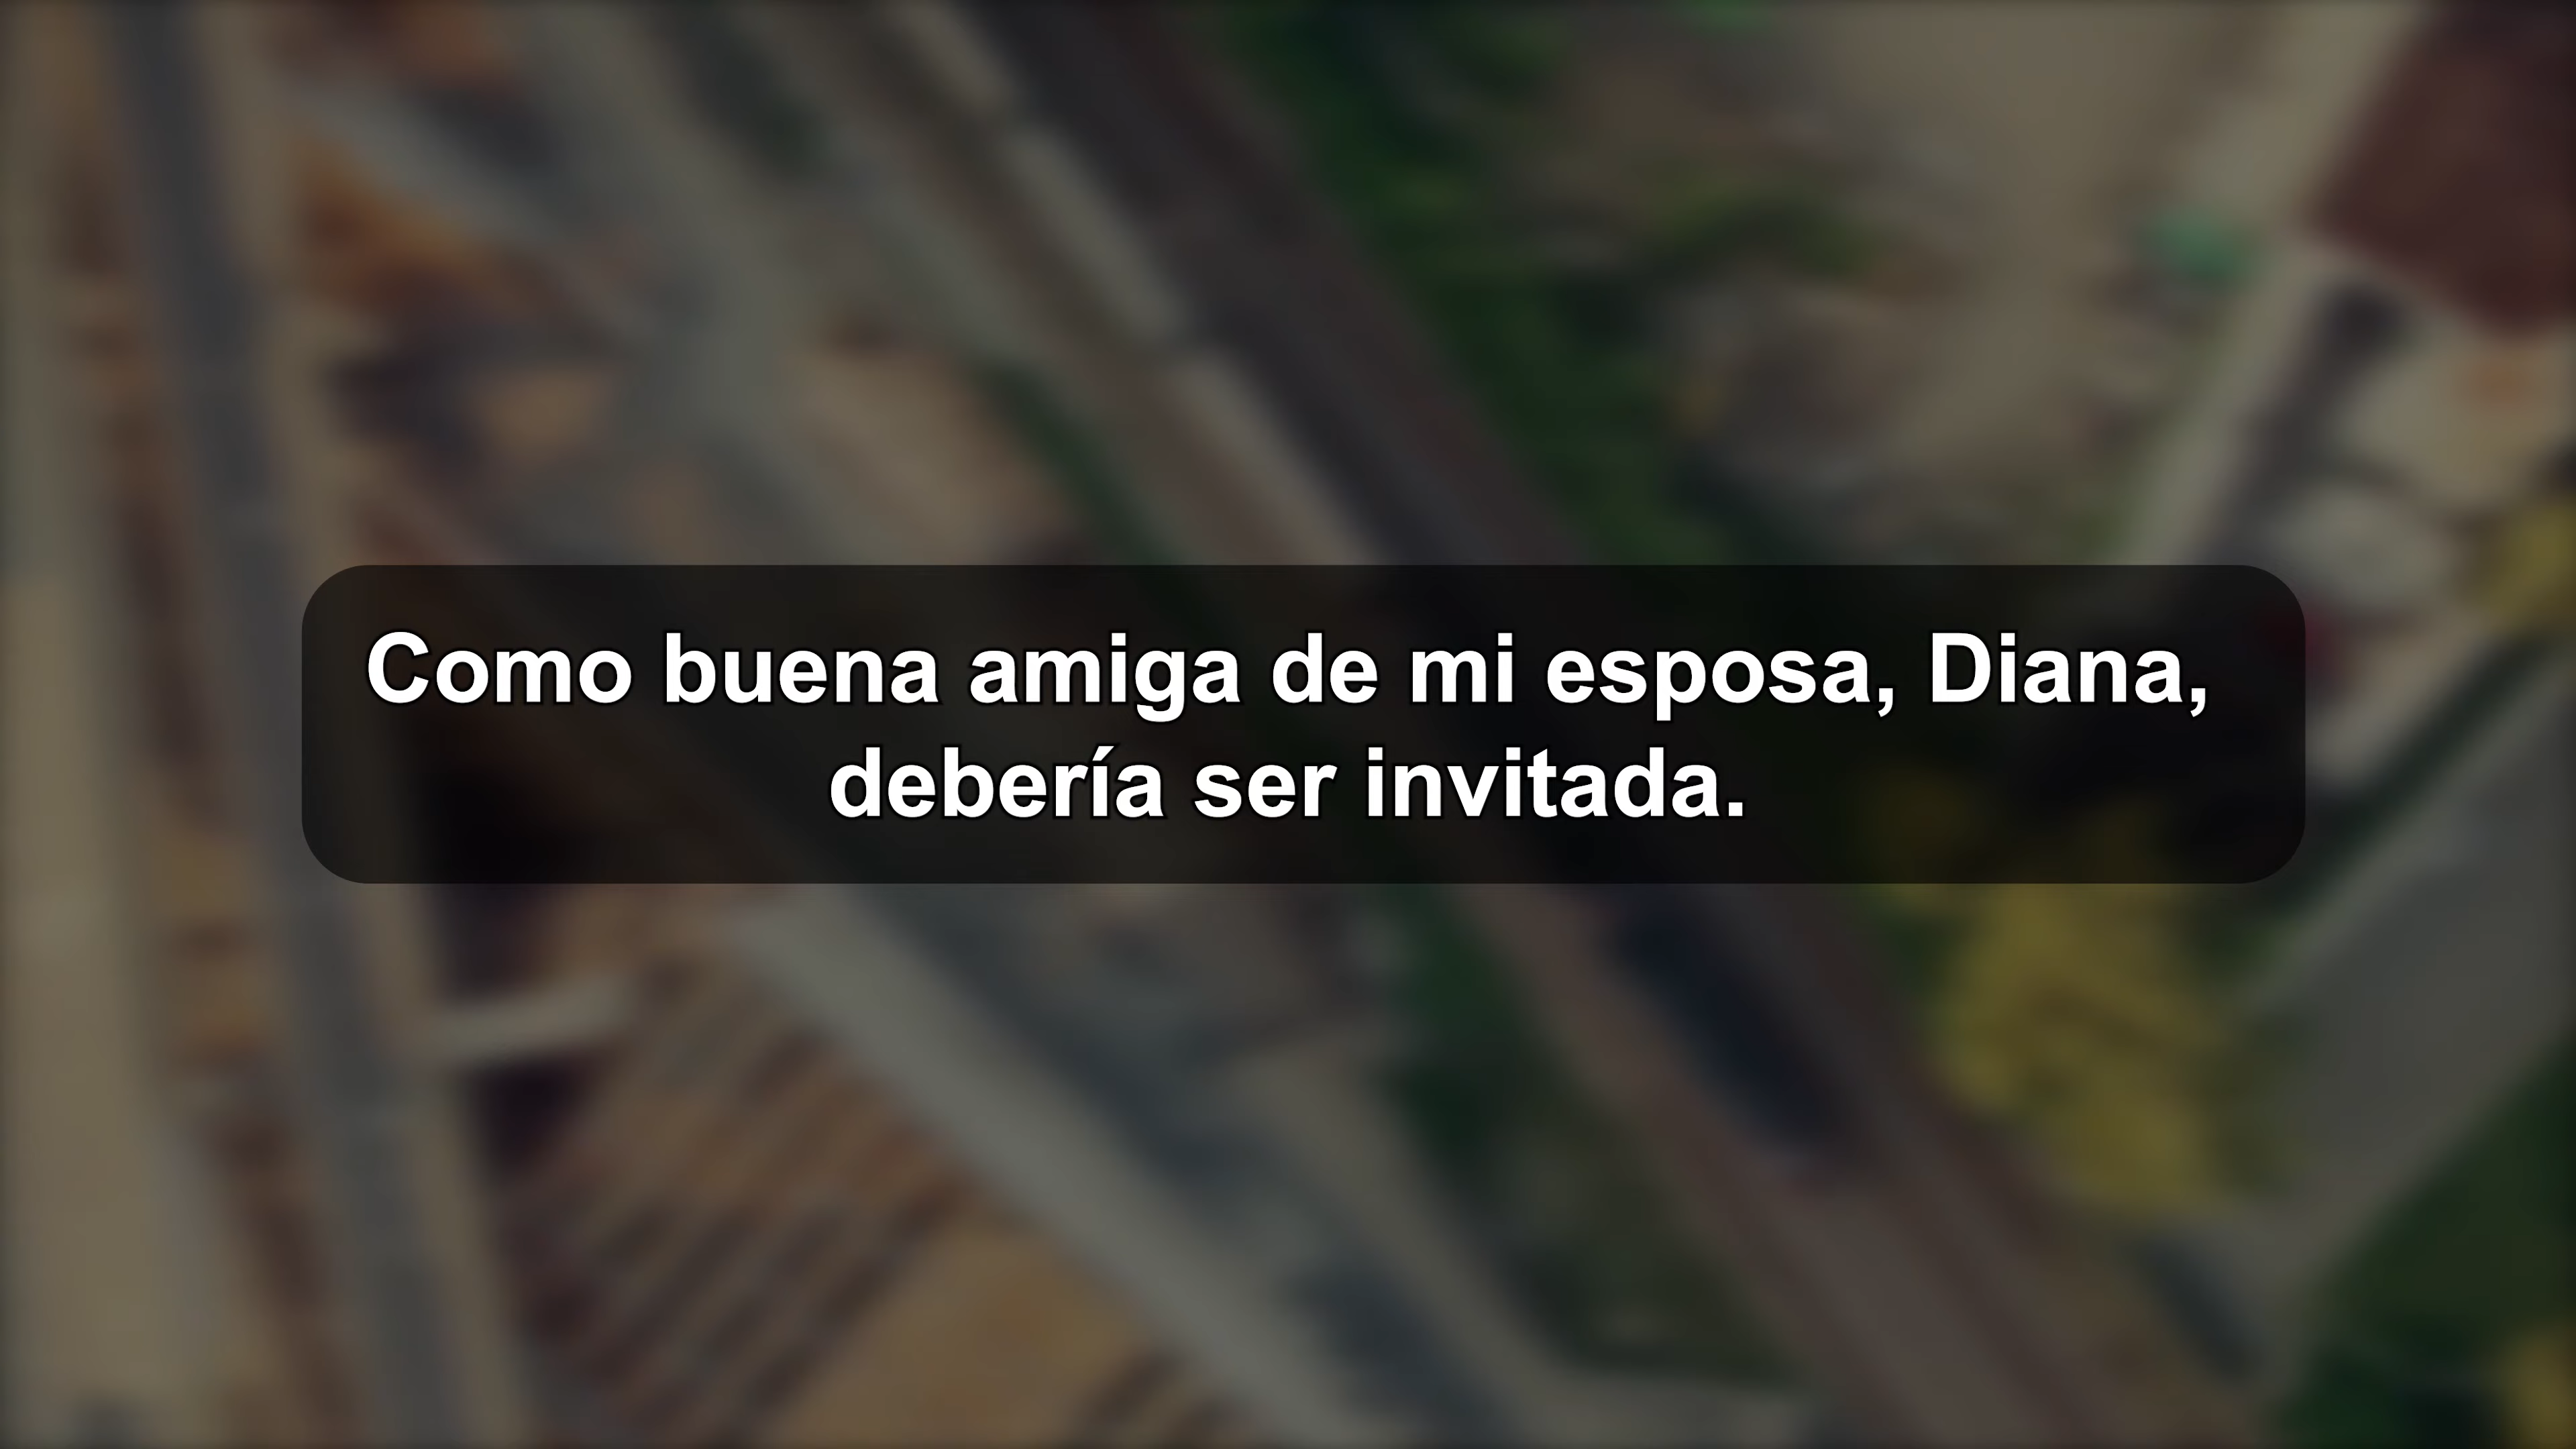 Como buena amiga de mi esposa, Diana,
debería ser invitada.